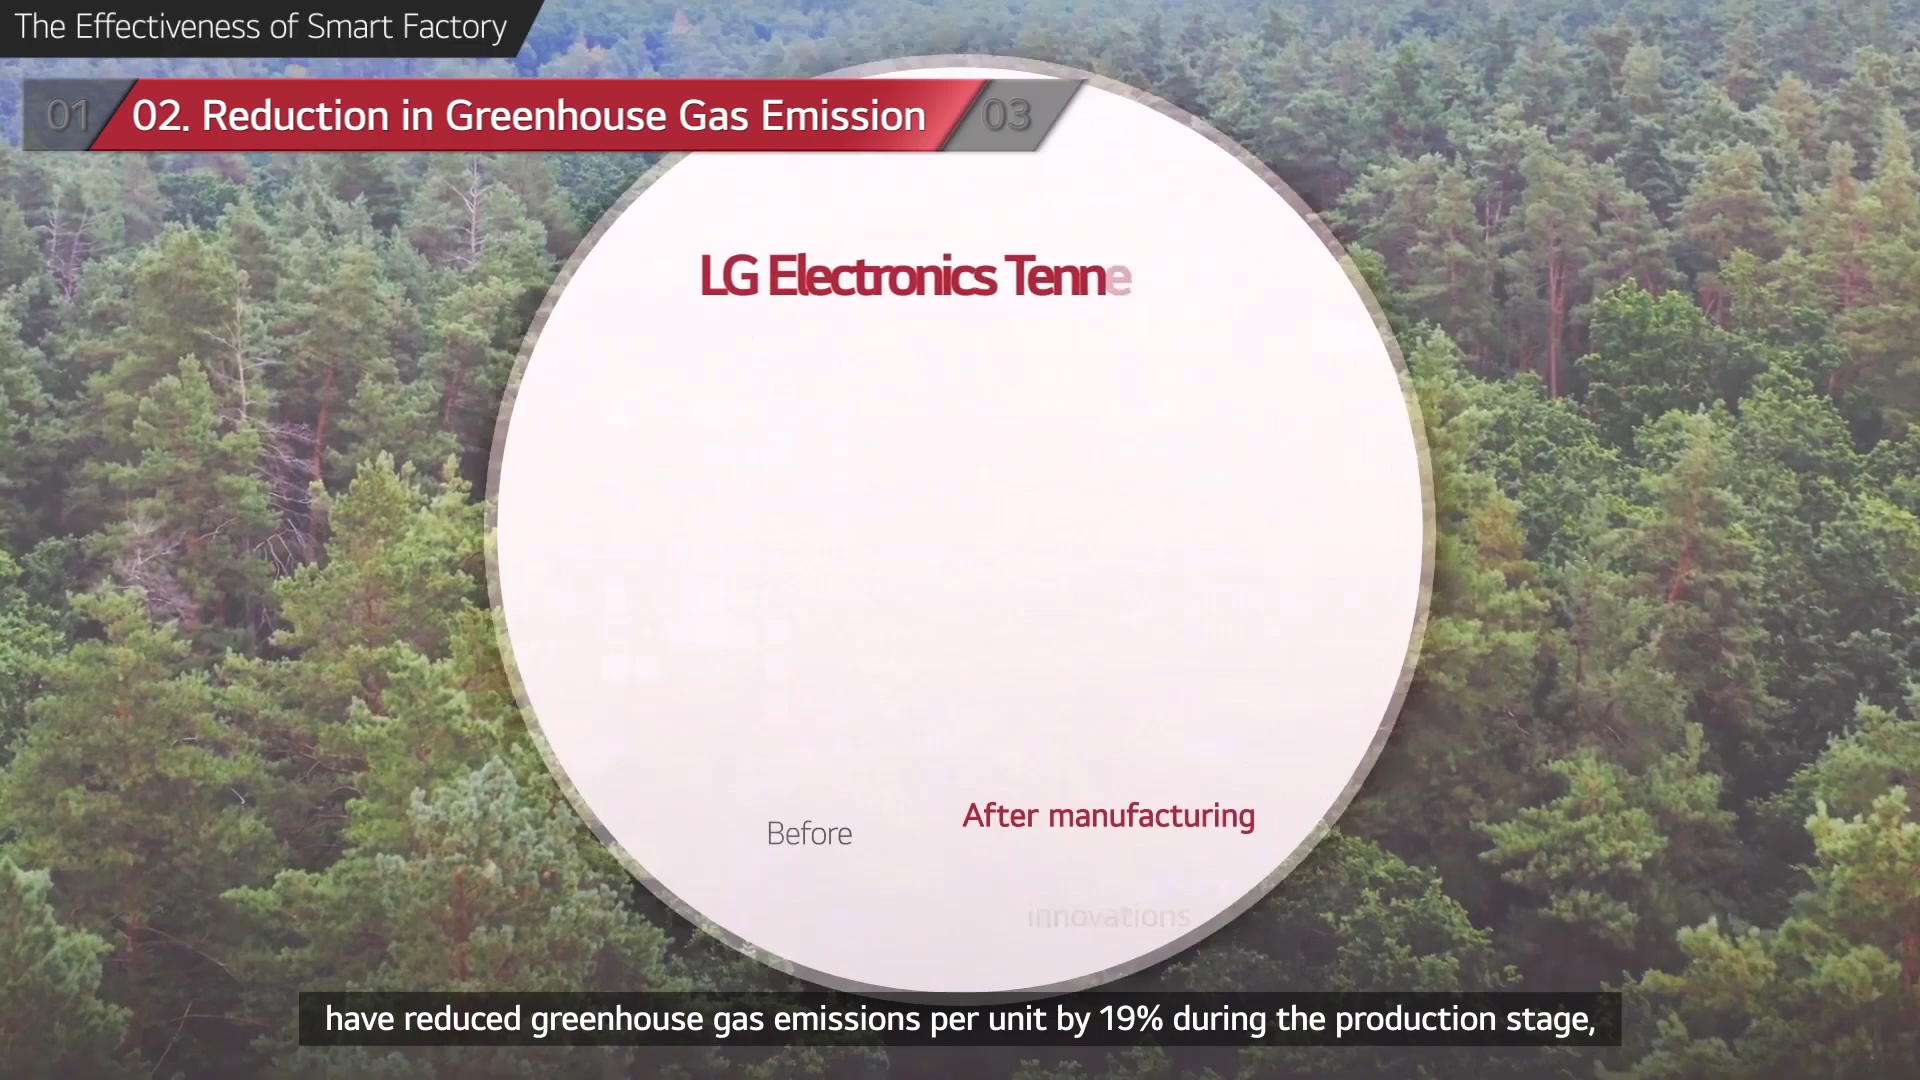 The Effectiveness of Smart Factory
01
02. Reduction in Greenhouse Gas Emission
03
LG Electronics Tenne
Before
After manufacturing
innovations
have reduced greenhouse gas emissions per unit by 19% during the production stage,